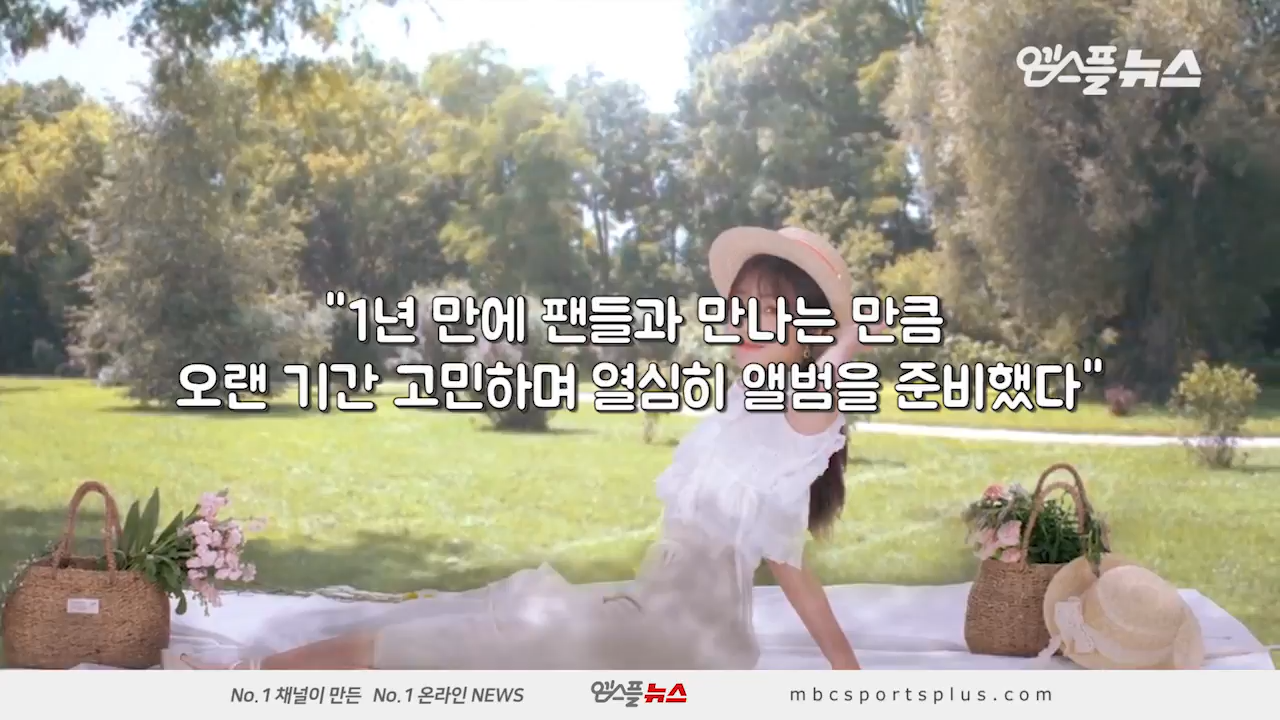 엠스플뉴스
"1년 만에 팬들과 만나는 만큼
오랜 기간 고민하며 열심히 앨범을 준비했다"
No.1 채널이 만든 No.1 온라인 NEWS 엠스플뉴스 mbcsportsplus.com